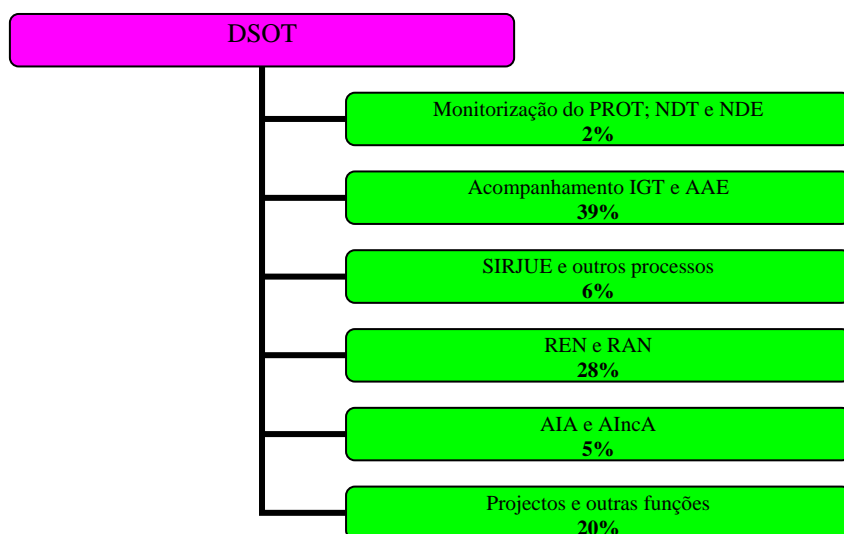 DSOT
Monitorização do PROT; NDT e NDE
2%
Acompanhamento IGT e AAE
39%
SIRJUE e outros processos
6%
REN e RAN
28%
AIA e AIncA
5%
Projectos e outras funções
20%